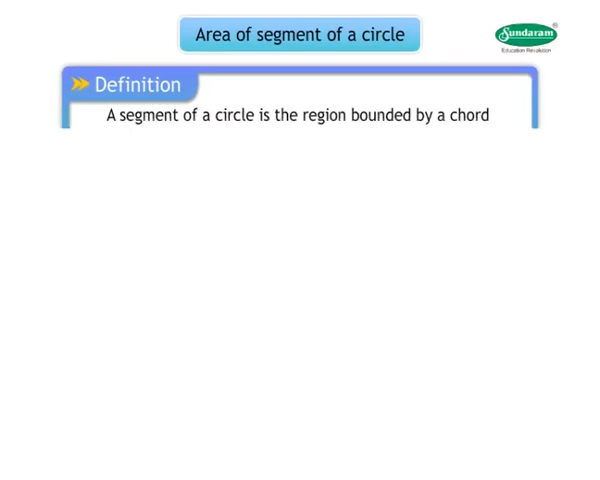 Area of segment of a circle
Sundaram
®
Education Revolution
Definition
A segment of a circle is the region bounded by a chord